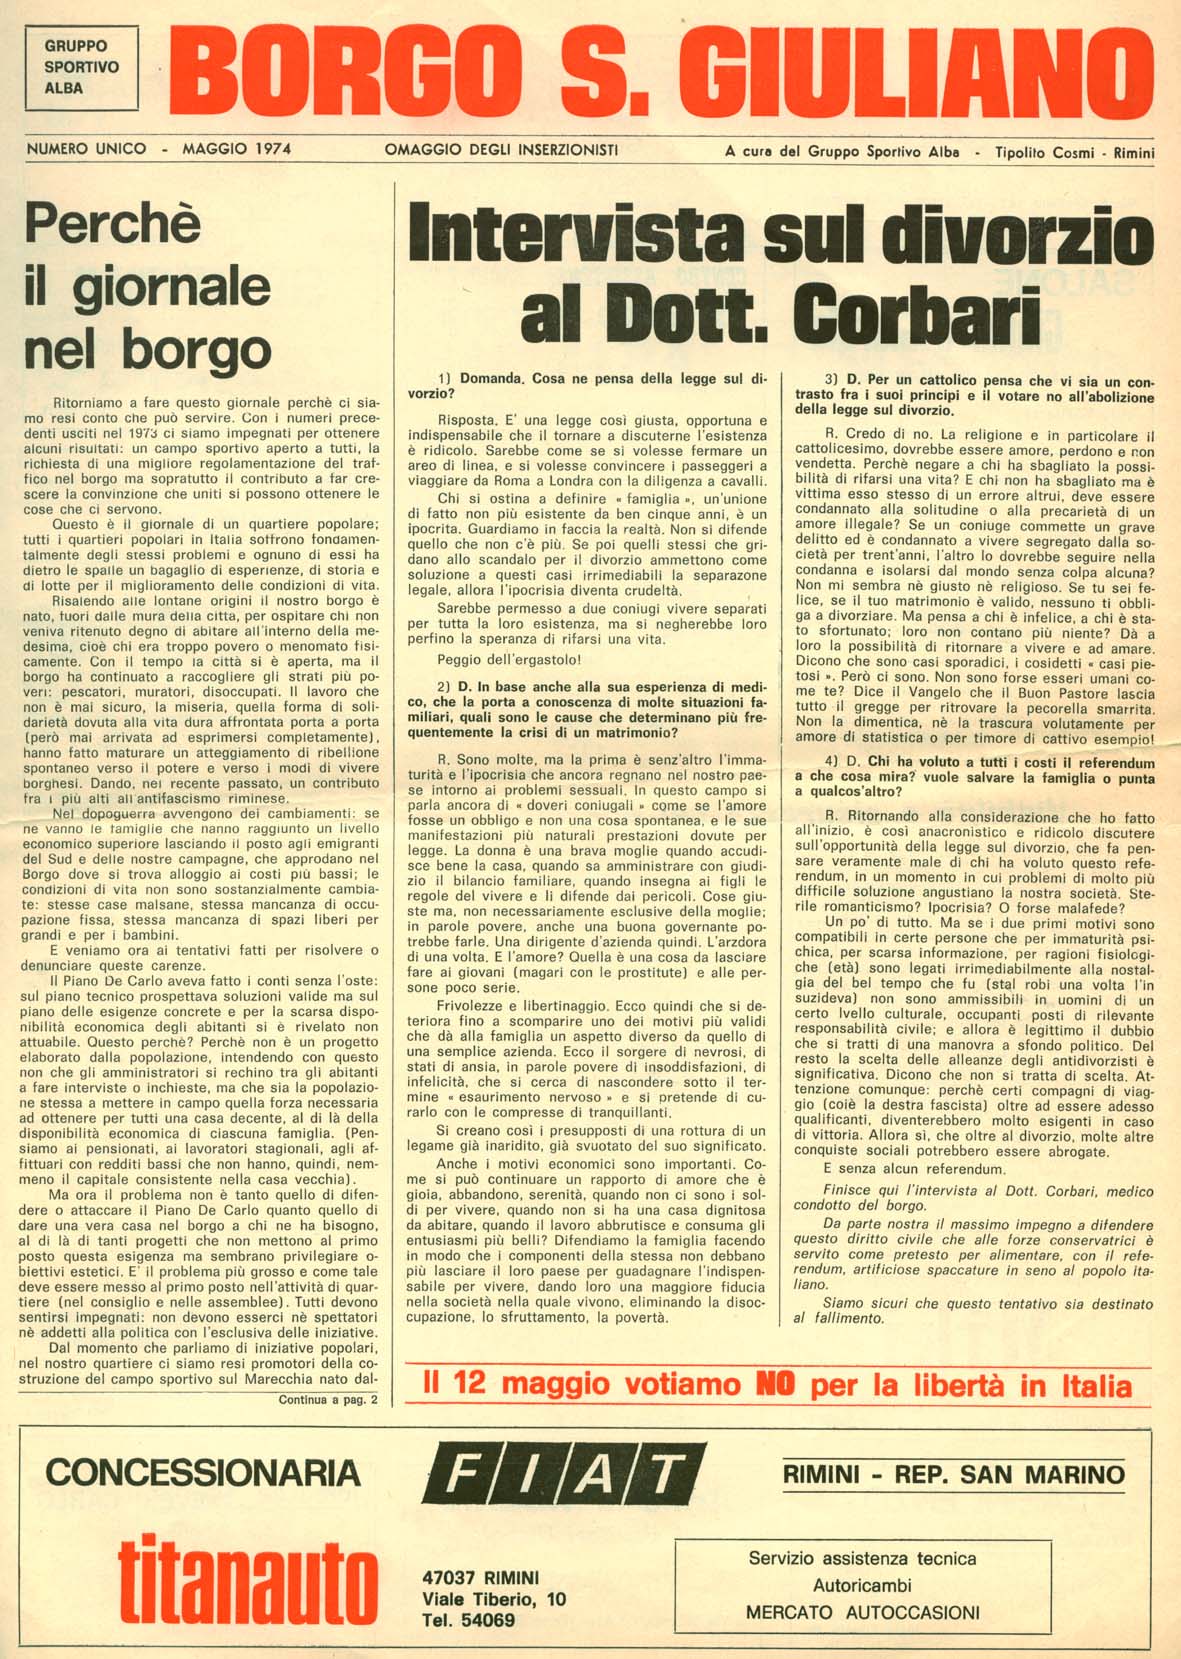 GRUPPO
SPORTIVO
ALBA
BORGO S. GIULIANO
NUMERO UNICO - MAGGIO 1974
OMAGGIO DEGLI INSERZIONISTI
A cura del Gruppo Sportivo Alba - Tipolito Cosmi - Rimini
Perchè
il giornale
nel borgo
Ritorniamo a fare questo giornale perchè ci sia-
mo resi conto che può servire. Con i numeri prece-
denti usciti nel 1973 ci siamo impegnati per ottenere
alcuni risultati: un campo sportivo aperto a tutti, la
richiesta di una migliore regolamentazione del traf-
fico nel borgo ma sopratutto il contributo a far cre-
scere la convinzione che uniti si possono ottenere le
cose che ci servono.
Questo è il giornale di un quartiere popolare;
tutti i quartieri popolari in Italia soffrono fondamen-
talmente degli stessi problemi e ognuno di essi ha
dietro le spalle un bagaglio di esperienze, di storia e
di lotte per il miglioramento delle condizioni di vita.
Risalendo alle lontane origini il nostro borgo è
nato, fuori dalle mura della citta, per ospitare chi non
veniva ritenuto degno di abitare all'interno della me-
desima, cioè chi era troppo povero o menomato fisi-
camente. Con il tempo la città si è aperta, ma il
borgo ha continuato a raccogliere gli strati più po-
veri: pescatori, muratori, disoccupati. Il lavoro che
non è mai sicuro, la miseria, quella forma di soli-
darietà dovuta alla vita dura affrontata porta a porta
(però mai arrivata ad esprimersi completamente),
hanno fatto maturare un atteggiamento di ribellione
spontaneo verso il potere e verso i modi di vivere
borghesi. Dando, nel recente passato, un contributo
fra i più alti all'antifascismo riminese.
Nel dopoguerra avvengono dei cambiamenti: se
ne vanno le famiglie che hanno raggiunto un livello
economico superiore lasciando il posto agli emigranti
del Sud e delle nostre campagne, che approdano nel
Borgo dove si trova alloggio ai costi più bassi; le
condizioni di vita non sono sostanzialmente cambia-
te: stesse case malsane, stessa mancanza di occu-
pazione fissa, stessa mancanza di spazi liberi per
grandi e per i bambini.
E veniamo ora ai tentativi fatti per risolvere o
denunciare queste carenze.
Il Piano De Carlo aveva fatto i conti senza l'oste:
sul piano tecnico prospettava soluzioni valide ma sul
piano delle esigenze concrete e per la scarsa dispo-
nibilità economica degli abitanti si è rivelato non
attuabile. Questo perchè? Perchè non è un progetto
elaborato dalla popolazione, intendendo con questo
non che gli amministratori si rechino tra gli abitanti
a fare interviste o inchieste, ma che sia la popolazio-
ne stessa a mettere in campo quella forza necessaria
ad ottenere per tutti una casa decente, al di là della
disponibilità economica di ciascuna famiglia. (Pen-
siamo ai pensionati, ai lavoratori stagionali, agli af-
fittuari con redditi bassi che non hanno, quindi, nem-
meno il capitale consistente nella casa vecchia).
Ma ora il problema non è tanto quello di difen-
dere o attaccare il Piano De Carlo quanto quello di
dare una vera casa nel borgo a chi ne ha bisogno,
al di là di tanti progetti che non mettono al primo
posto questa esigenza ma sembrano privilegiare o-
biettivi estetici. E' il problema più grosso e come tale
deve essere messo al primo posto nell'attività di quar-
tiere (nel consiglio e nelle assemblee). Tutti devono
sentirsi impegnati: non devono esserci nè spettatori
nè addetti alla politica con l'esclusiva delle iniziative.
Dal momento che parliamo di iniziative popolari,
nel nostro quartiere ci siamo resi promotori della co-
struzione del campo sportivo sul Marecchia nato dal-
Continua a pag. 2
Intervista sul divorzio
al Dott. Corbari
1) Domanda. Cosa ne pensa della legge sul di-
vorzio?
Risposta. E' una legge così giusta, opportuna e
indispensabile che il tornare a discuterne l'esistenza
è ridicolo. Sarebbe come se si volesse fermare un
areo di linea, e si volesse convincere i passeggeri a
viaggiare da Roma a Londra con la diligenza a cavalli.
Chi si ostina a definire « famiglia », un'unione
di fatto non più esistente da ben cinque anni, è un
ipocrita. Guardiamo in faccia la realtà. Non si difende
quello che non c'è più. Se poi quelli stessi che gri-
dano allo scandalo per il divorzio ammettono come
soluzione a questi casi irrimediabili la separazone
legale, allora l'ipocrisia diventa crudeltà.
Sarebbe permesso a due coniugi vivere separati
per tutta la loro esistenza, ma si negherebbe loro
perfino la speranza di rifarsi una vita.
Peggio dell'ergastolo!
2) D. In base anche alla sua esperienza di medi-
co, che la porta a conoscenza di molte situazioni fa-
miliari, quali sono le cause che determinano più fre-
quentemente la crisi di un matrimonio?
R. Sono molte, ma la prima è senz'altro l'imma-
turità e l'ipocrisia che ancora regnano nel nostro pae-
se intorno ai problemi sessuali. In questo campo si
parla ancora di « doveri coniugali » come se l'amore
fosse un obbligo e non una cosa spontanea, e le sue
manifestazioni più naturali prestazioni dovute per
legge. La donna è una brava moglie quando accudi-
sce bene la casa, quando sa amministrare con giudi-
zio il bilancio familiare, quando insegna ai figli le
regole del vivere e li difende dai pericoli. Cose giu-
ste ma, non necessariamente esclusive della moglie;
in parole povere, anche una buona governante po-
trebbe farle. Una dirigente d'azienda quindi. L'arzdora
di una volta. E l'amore? Quella è una cosa da lasciare
fare ai giovani (magari con le prostitute) e alle per-
sone poco serie.
Frivolezze e libertinaggio. Ecco quindi che si de-
teriora fino a scomparire uno dei motivi più validi
che dà alla famiglia un aspetto diverso da quello di
una semplice azienda. Ecco il sorgere di nevrosi, di
stati di ansia, in parole povere di insoddisfazioni, di
infelicità, che si cerca di nascondere sotto il ter-
mine « esaurimento nervoso » e si pretende di cu-
rarlo con le compresse di tranquillanti.
Si creano così i presupposti di una rottura di un
legame già inaridito, già svuotato del suo significato.
Anche i motivi economici sono importanti. Co-
me si può continuare un rapporto di amore che è
gioia, abbandono, serenità, quando non ci sono i sol-
di per vivere, quando non si ha una casa dignitosa
da abitare, quando il lavoro abbrutisce e consuma gli
entusiasmi più belli? Difendiamo la famiglia facendo
in modo che i componenti della stessa non debbano
più lasciare il loro paese per guadagnare l'indispen-
sabile per vivere, dando loro una maggiore fiducia
nella società nella quale vivono, eliminando la disoc-
cupazione, lo sfruttamento, la povertà.
3) D. Per un cattolico pensa che vi sia un con-
trasto fra i suoi principi e il votare no all'abolizione
della legge sul divorzio.
R. Credo di no. La religione e in particolare il
cattolicesimo, dovrebbe essere amore, perdono e non
vendetta. Perchè negare a chi ha sbagliato la possi-
bilità di rifarsi una vita? E chi non ha sbagliato ma è
vittima esso stesso di un errore altrui, deve essere
condannato alla solitudine o alla precarietà di un
amore illegale? Se un coniuge commette un grave
delitto ed è condannato a vivere segregato dalla so-
cietà per trent'anni, l'altro lo dovrebbe seguire nella
condanna e isolarsi dal mondo senza colpa alcuna?
Non mi sembra nè giusto nè religioso. Se tu sei fe-
lice, se il tuo matrimonio è valido, nessuno ti obbli-
ga a divorziare. Ma pensa a chi è infelice, a chi è sta-
to sfortunato; loro non contano più niente? Dà a
loro la possibilità di ritornare a vivere e ad amare.
Dicono che sono casi sporadici, i cosidetti « casi pie-
tosi ». Però ci sono. Non sono forse esseri umani co-
me te? Dice il Vangelo che il Buon Pastore lascia
tutto il gregge per ritrovare la pecorella smarrita.
Non la dimentica, nè la trascura volutamente per
amore di statistica o per timore di cattivo esempio!
4) D. Chi ha voluto a tutti i costi il referendum
a che cosa mira? vuole salvare la famiglia o punta
a qualcos'altro?
R. Ritornando alla considerazione che ho fatto
all'inizio, è così anacronistico e ridicolo discutere
sull'opportunità della legge sul divorzio, che fa pen-
sare veramente male di chi ha voluto questo refe-
rendum, in un momento in cui problemi di molto più
difficile soluzione angustiano la nostra società. Ste-
rile romanticismo? Ipocrisia? O forse malafede?
Un po' di tutto. Ma se i due primi motivi sono
compatibili in certe persone che per immaturità psi-
chica, per scarsa informazione, per ragioni fisiologi-
che (età) sono legati irrimediabilmente alla nostal-
gia del bel tempo che fu (stal robi una volta l'in
suzideva) non sono ammissibili in uomini di un
certo lvello culturale, occupanti posti di rilevante
responsabilità civile; e allora è legittimo il dubbio
che si tratti di una manovra a sfondo politico. Del
resto la scelta delle alleanze degli antidivorzisti è
significativa. Dicono che non si tratta di scelta. At-
tenzione comunque: perchè certi compagni di viag-
gio (coiè la destra fascista) oltre ad essere adesso
qualificanti, diventerebbero molto esigenti in caso
di vittoria. Allora sì, che oltre al divorzio, molte altre
conquiste sociali potrebbero essere abrogate.
E senza alcun referendum.
Finisce qui l'intervista al Dott. Corbari, medico
condotto del borgo.
Da parte nostra il massimo impegno a difendere
questo diritto civile che alle forze conservatrici è
servito come pretesto per alimentare, con il refe-
rendum, artificiose spaccature in seno al popolo ita-
liano.
Siamo sicuri che questo tentativo sia destinato
al fallimento.
Il 12 maggio votiamo NO per la libertà in Italia
CONCESSIONARIA
FIAT
RIMINI - REP. SAN MARINO
titanauto
47037 RIMINI
Viale Tiberio, 10
Tel. 54069
Servizio assistenza tecnica
Autoricambi
MERCATO AUTOCCASIONI